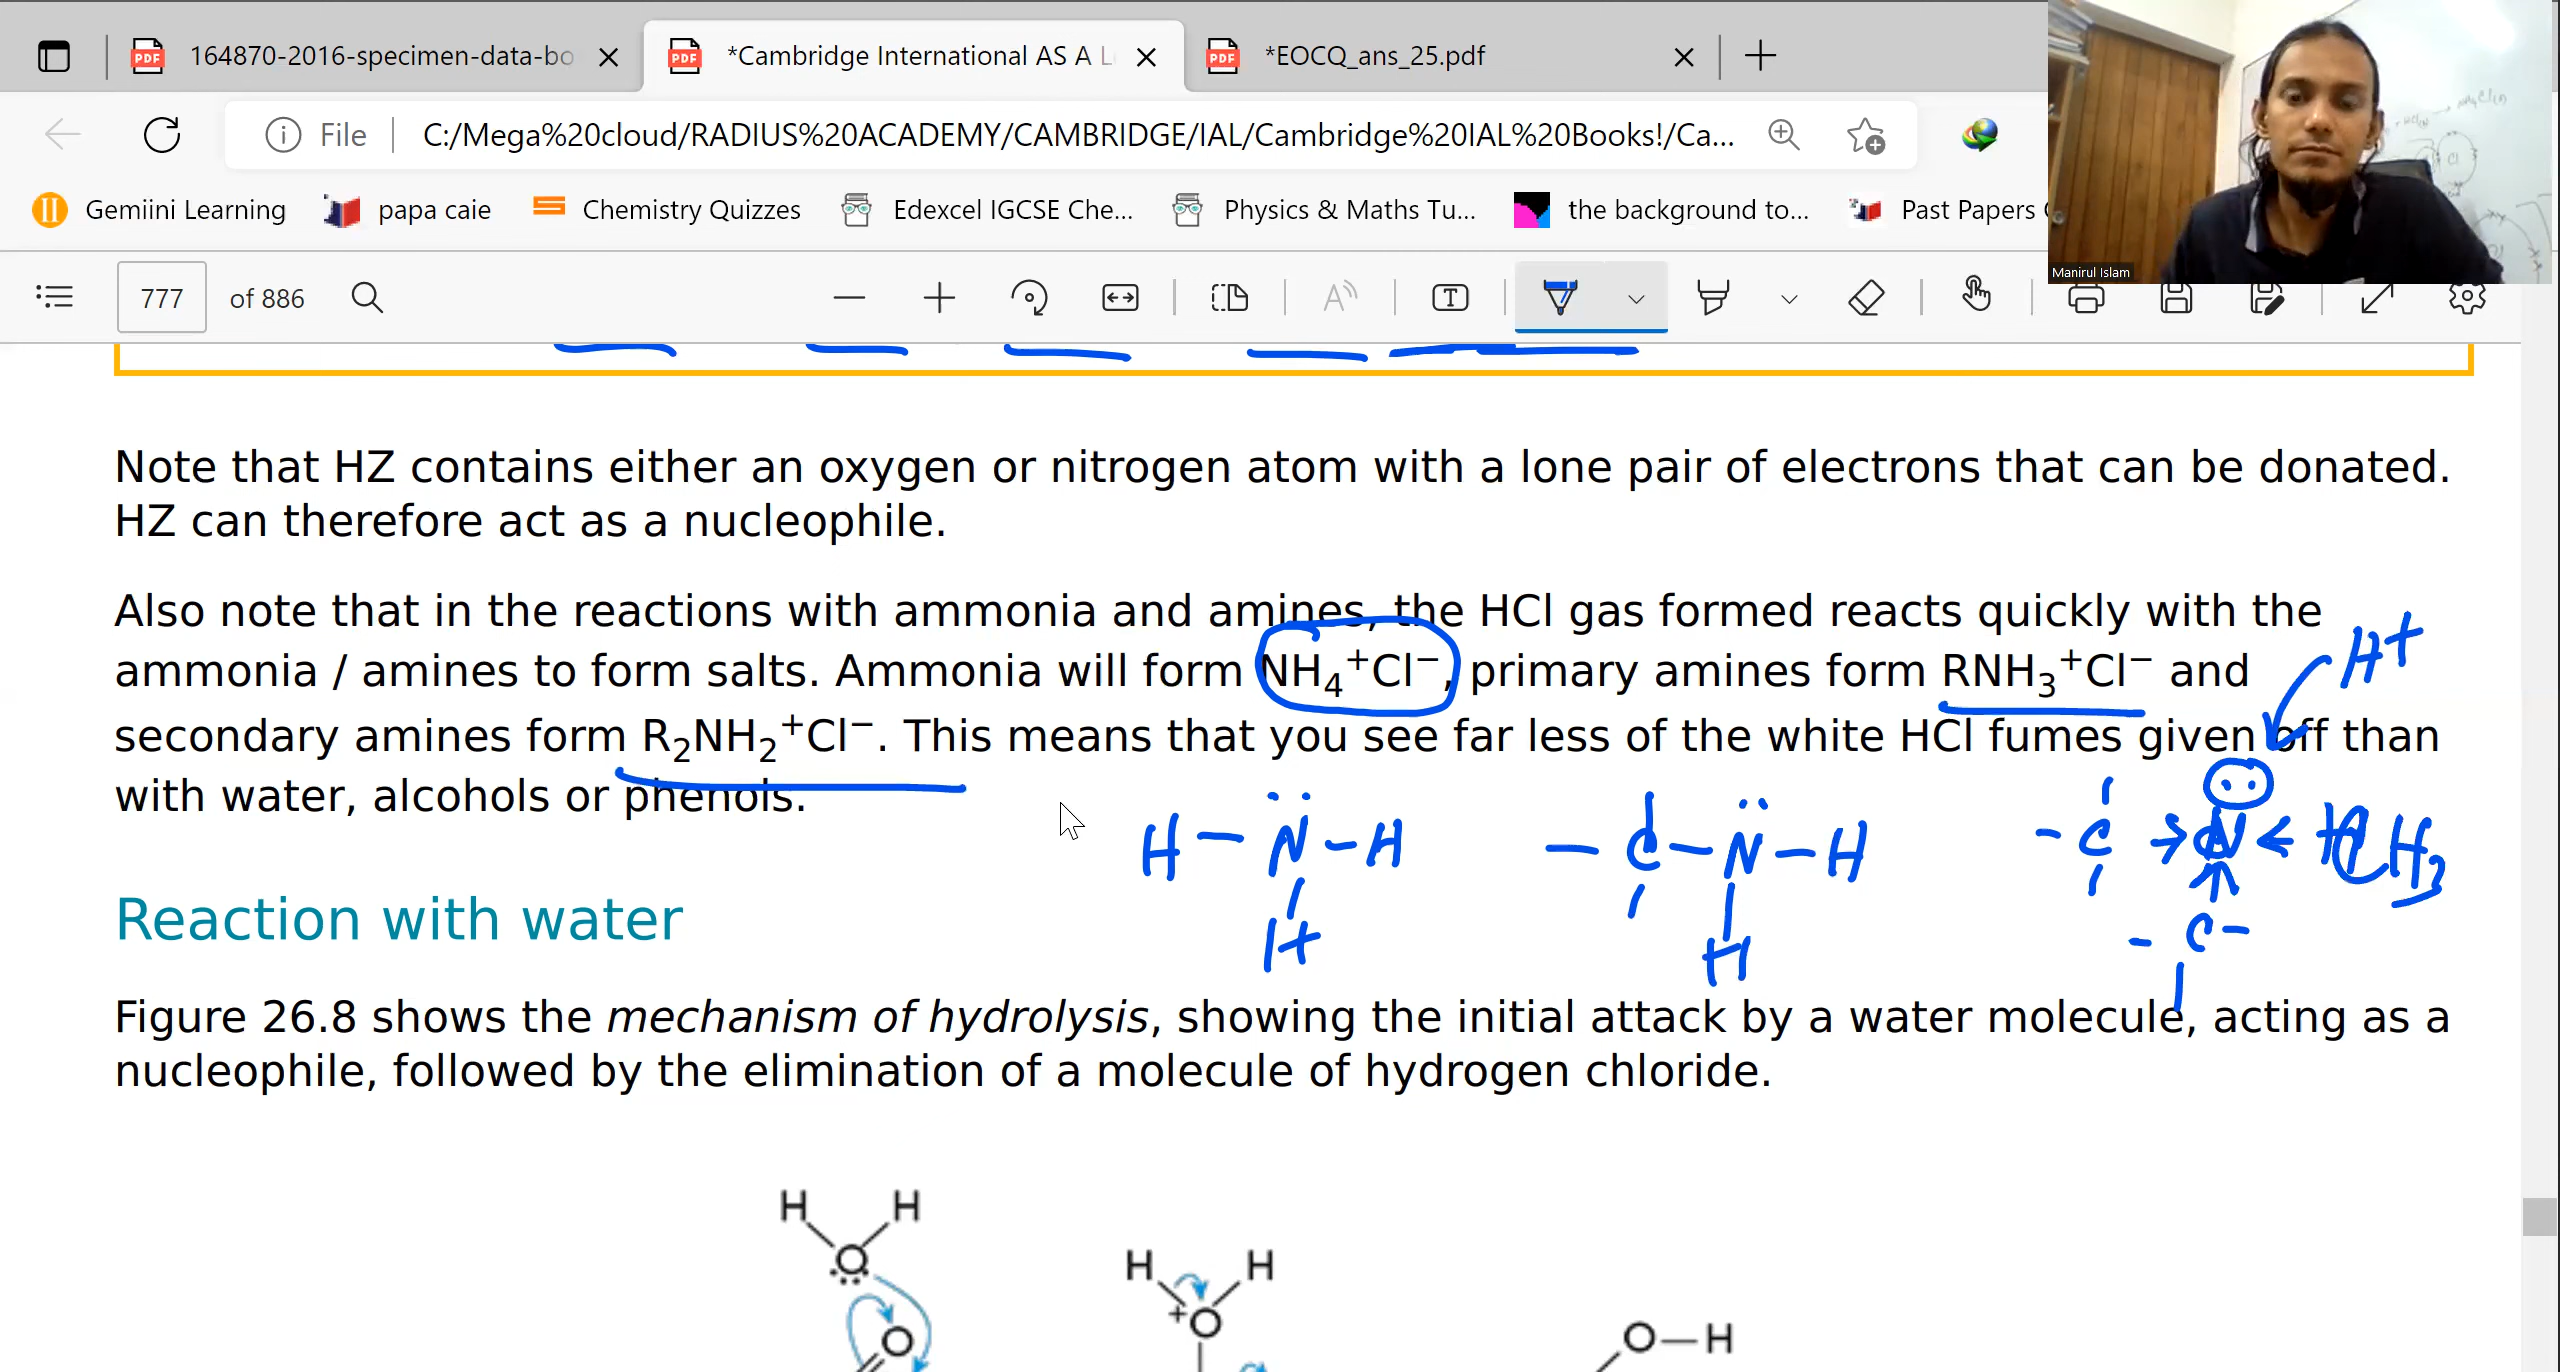 164870-2016-specimen-data-bo
*Cambridge International AS A L
*EOCQ_ans_25.pdf
File
C:/Mega%20cloud/RADIUS%20ACADEMY/CAMBRIDGE/IAL/Cambridge%20IAL%20Books!/Ca...
Gemiini Learning
papa caie
Chemistry Quizzes
Edexcel IGCSE Che...
Physics & Maths Tu...
the background to...
Past Papers
Manirul Islam
777 of 886
Note that HZ contains either an oxygen or nitrogen atom with a lone pair of electrons that can be donated.
HZ can therefore act as a nucleophile.
Also note that in the reactions with ammonia and amines, the HCl gas formed reacts quickly with the
ammonia / amines to form salts. Ammonia will form NH₄⁺Cl⁻, primary amines form RNH₃⁺Cl⁻ and
H⁺
secondary amines form R₂NH₂⁺Cl⁻. This means that you see far less of the white HCl fumes given off than
with water, alcohols or phenols.
H – N – H
H
– C – N – H
H
– C → N ←
– C –
Reaction with water
Figure 26.8 shows the mechanism of hydrolysis, showing the initial attack by a water molecule, acting as a
nucleophile, followed by the elimination of a molecule of hydrogen chloride.
H H
O
O
H H
+O
O—H